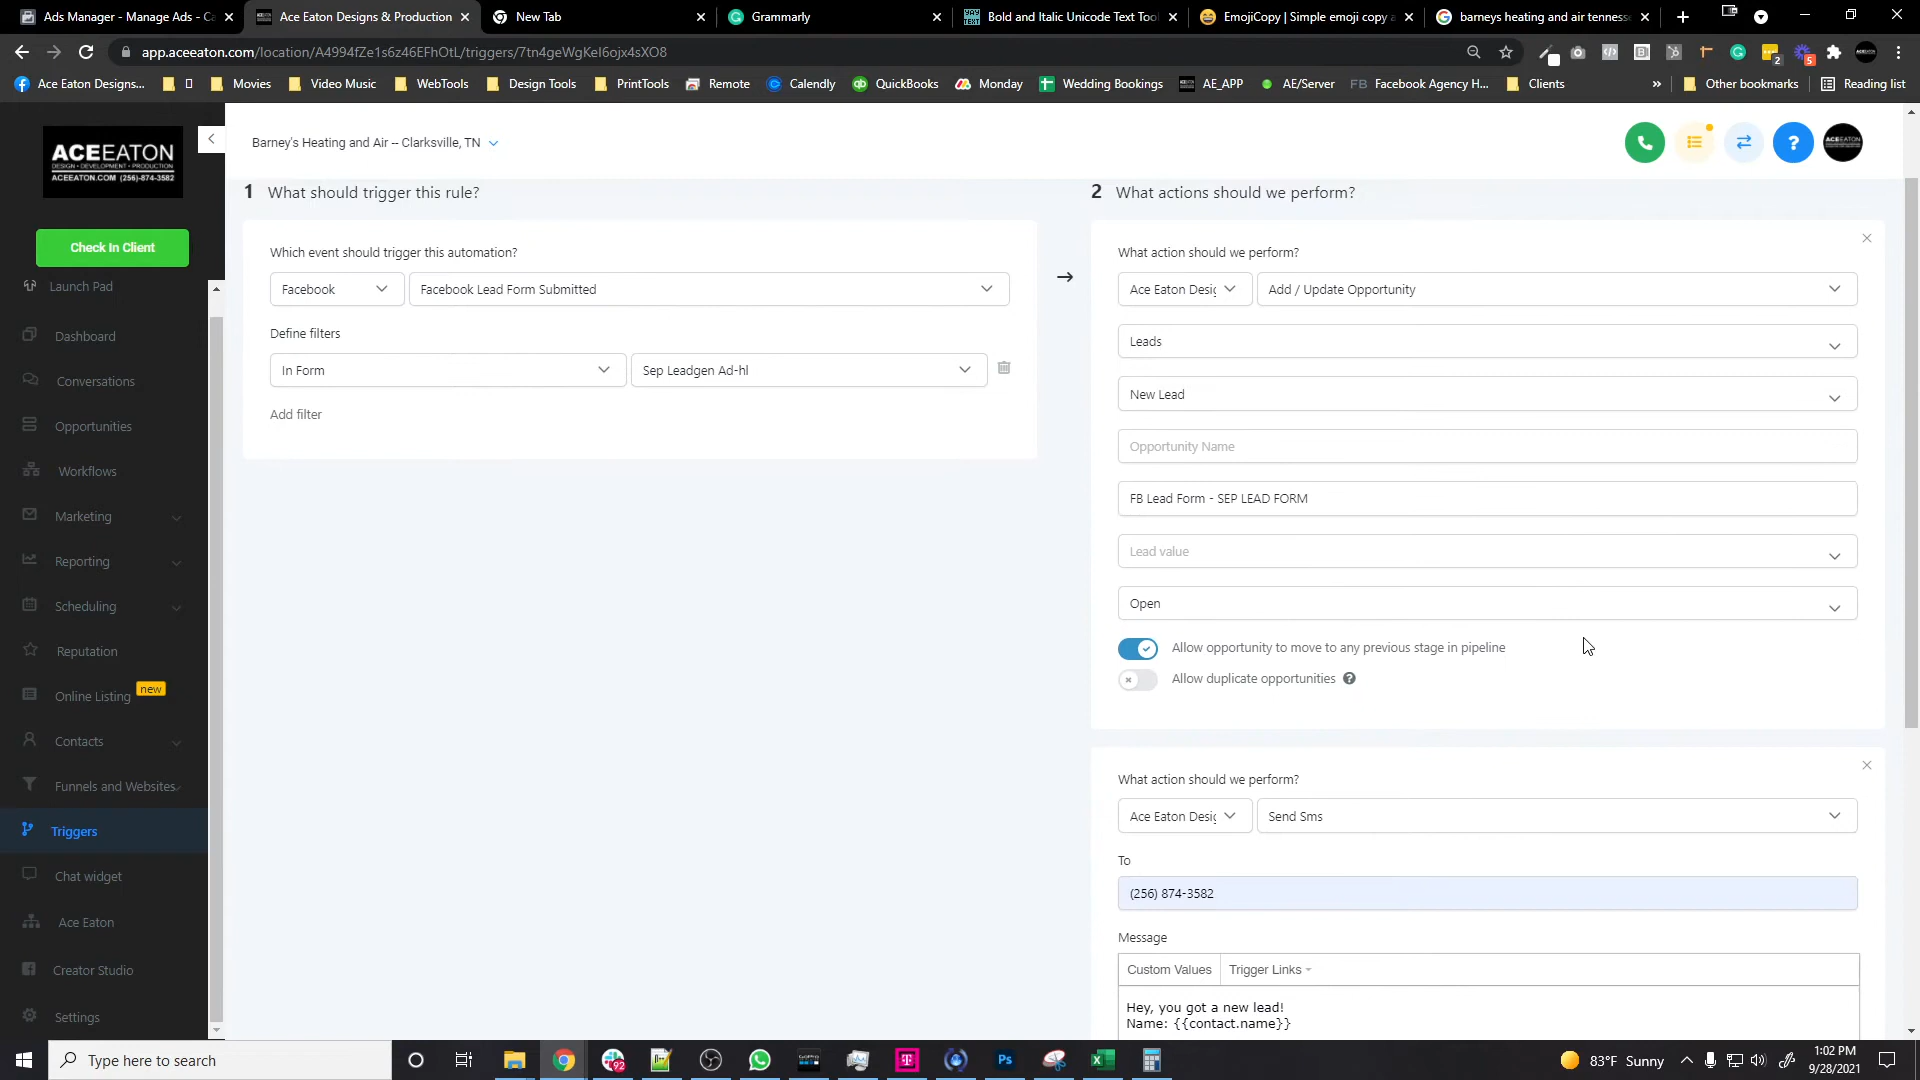 Ads Manager - Manage Ads - Ca
Ace Eaton Designs & Production
New Tab
Grammarly
Bold and Italic Unicode Text Tool
EmojiCopy | Simple emoji copy a
barneys heating and air tenness
app.aceeaton.com/location/A4994fZe1s6z46EFhOtL/triggers/7tn4geWgKeI6ojx4sXO8
Ace Eaton Designs...
Movies
Video Music
WebTools
Design Tools
PrintTools
Remote
Calendly
QuickBooks
Monday
Wedding Bookings
AE_APP
AE/Server
FB Facebook Agency H...
Clients
»
Other bookmarks
Reading list
ACEEATON
DESIGN • DEVELOPMENT • PRODUCTION
ACEEATON.COM (256)-874-3582
Check In Client
Launch Pad
Dashboard
Conversations
Opportunities
Workflows
Marketing
Reporting
Scheduling
Reputation
Online Listing new
Contacts
Funnels and Websites
Triggers
Chat widget
Ace Eaton
Creator Studio
Settings
Barney's Heating and Air -- Clarksville, TN
1 What should trigger this rule?
Which event should trigger this automation?
Facebook
Facebook Lead Form Submitted
Define filters
In Form
Sep Leadgen Ad-hl
Add filter
2 What actions should we perform?
What action should we perform?
Ace Eaton Desig
Add / Update Opportunity
Leads
New Lead
Opportunity Name
FB Lead Form - SEP LEAD FORM
Lead value
Open
Allow opportunity to move to any previous stage in pipeline
Allow duplicate opportunities
What action should we perform?
Ace Eaton Desig
Send Sms
To
(256) 874-3582
Message
Custom Values
Trigger Links
Hey, you got a new lead!
Name: {{contact.name}}
Type here to search
92
Ps
83°F Sunny
1:02 PM
9/28/2021